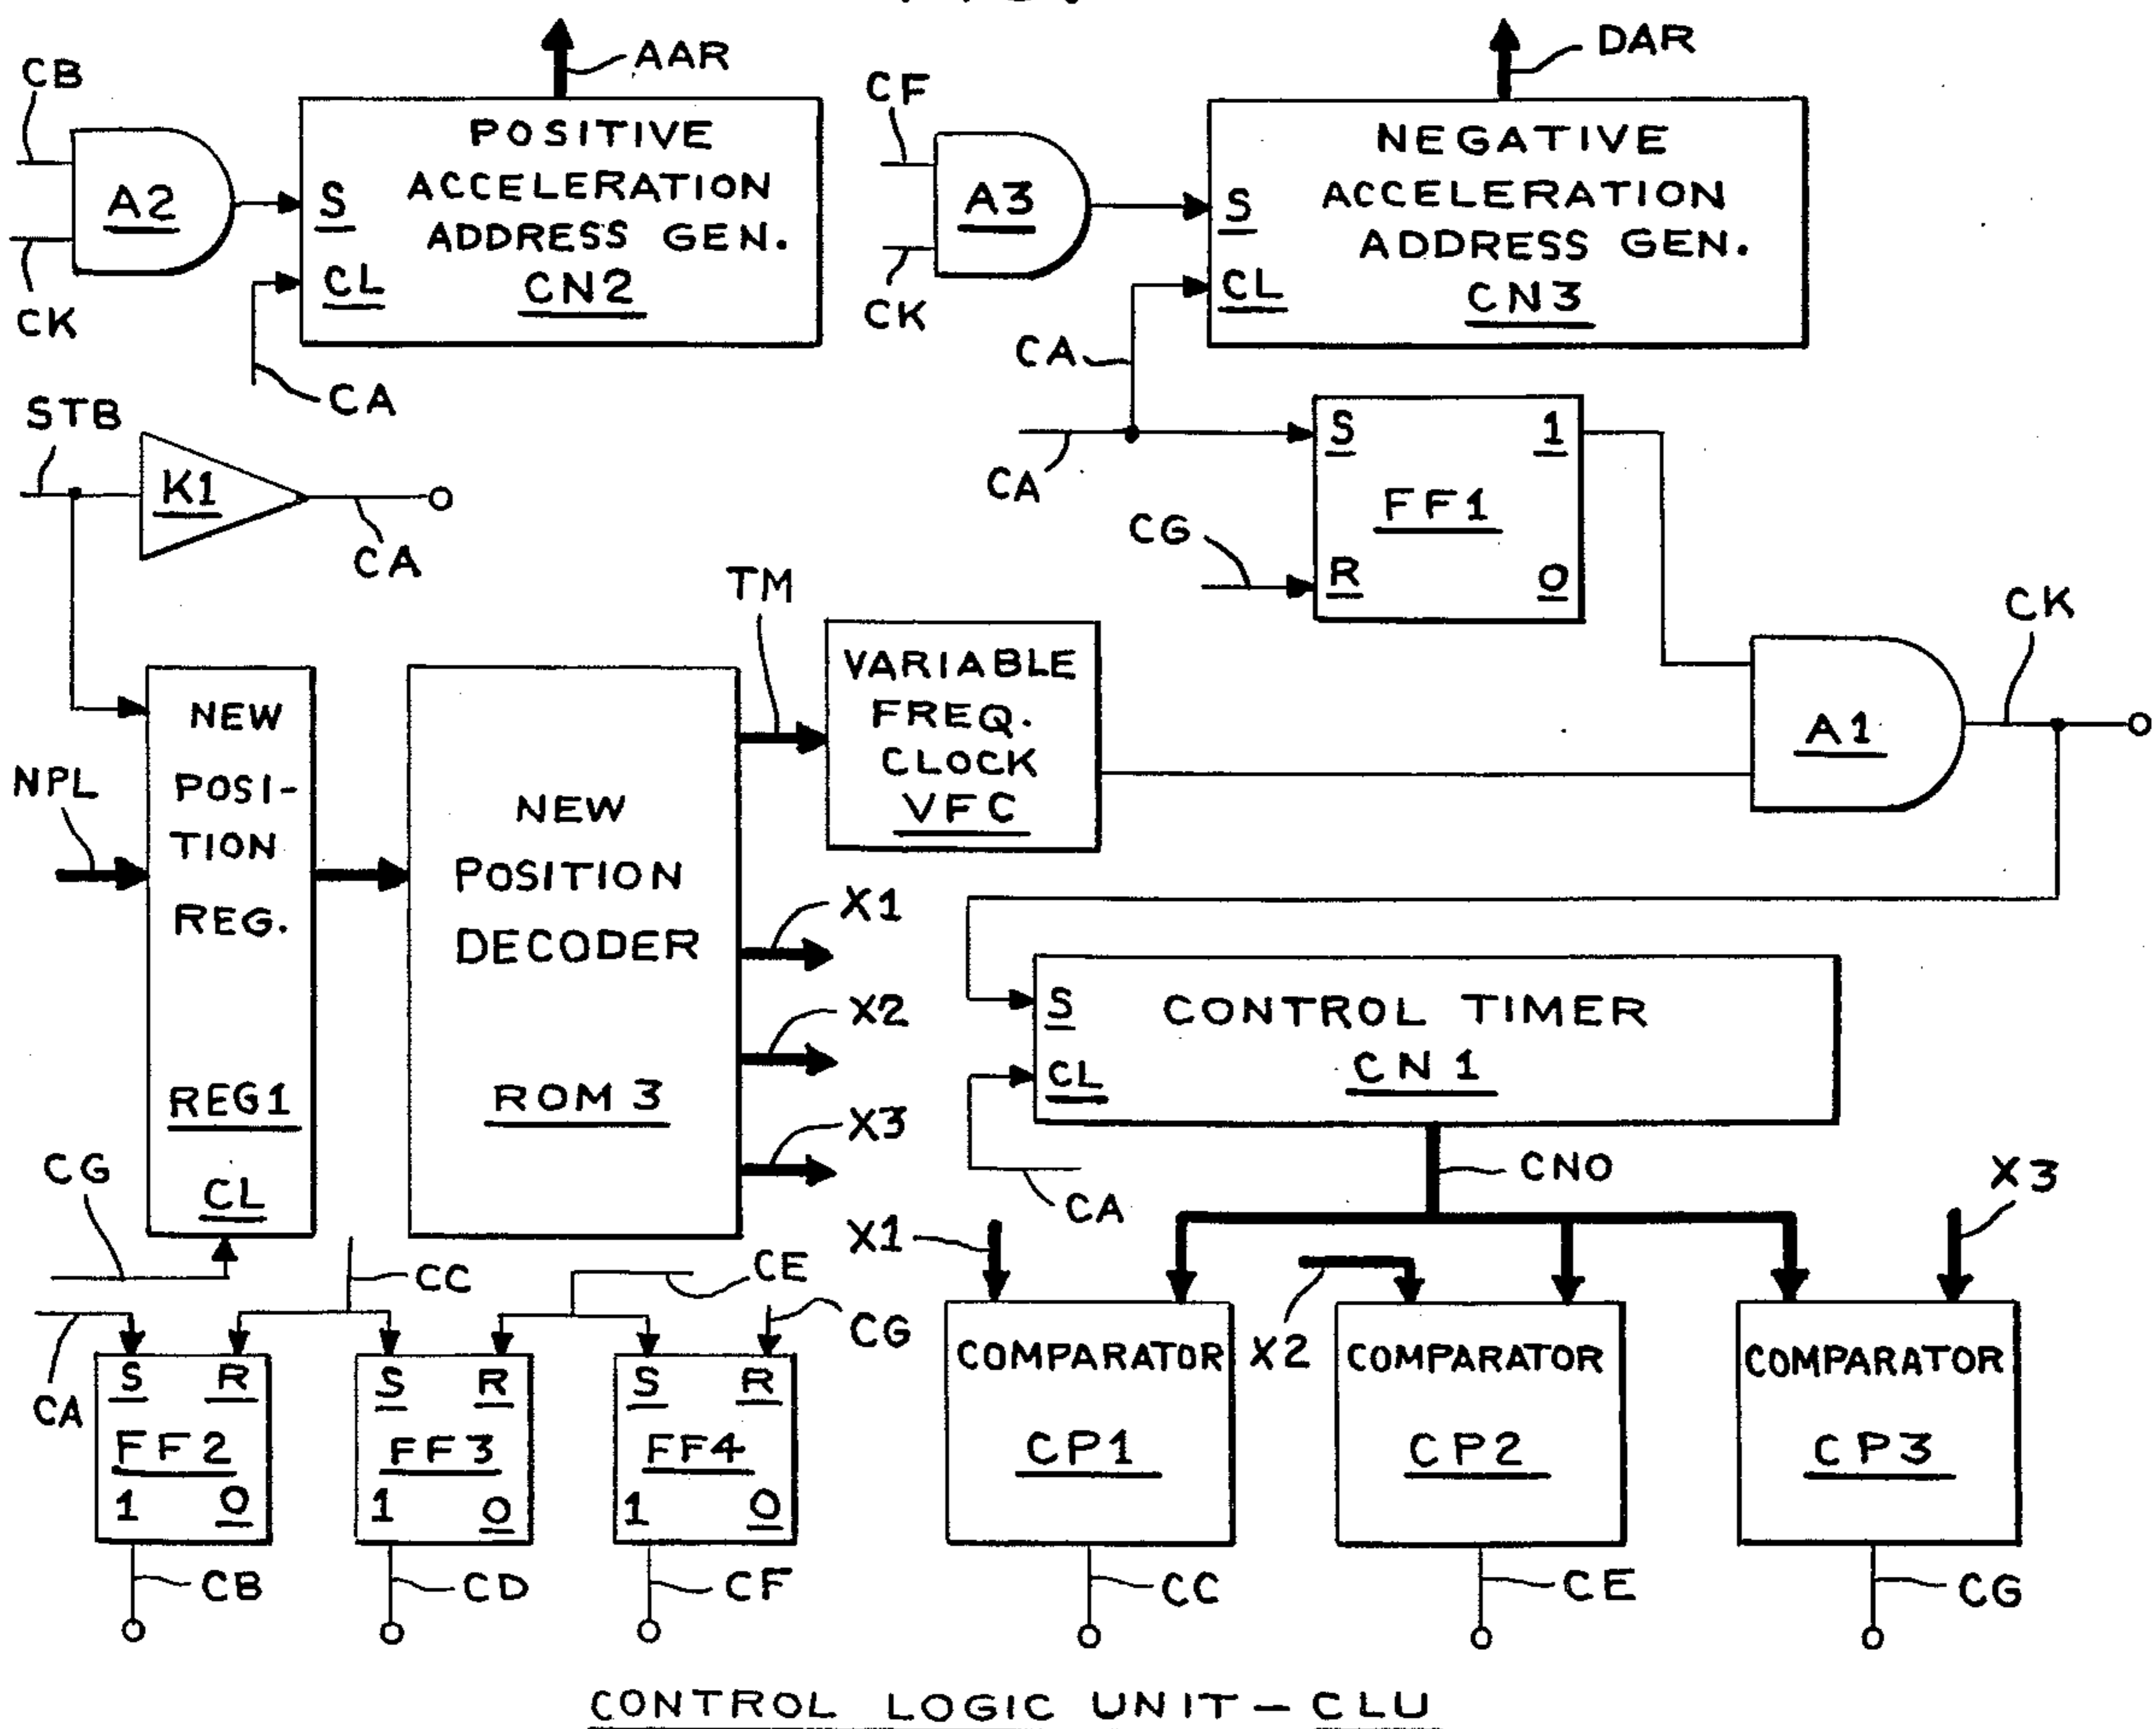 AAR
DAR
CB
CK
A2
S
CL
POSITIVE
ACCELERATION
ADDRESS GEN.
CN2
CA
CF
CK
A3
S
CL
NEGATIVE
ACCELERATION
ADDRESS GEN.
CN3
CA
CA
STB
K1
CA
S
1
FF1
R
0
CG
TM
VARIABLE
FREQ.
CLOCK
VFC
A1
CK
NPL
NEW
POSI-
TION
REG.
REG1
CL
CG
NEW
POSITION
DECODER
ROM 3
X1
X2
X3
S
CL
CONTROL TIMER
CN 1
CA
CNO
X1
X2
X3
CA
CC
CE
CG
S R
FF2
1 0
CB
S R
FF3
1 0
CD
S R
FF4
1 0
CF
COMPARATOR
CP1
CC
COMPARATOR
CP2
CE
COMPARATOR
CP3
CG
CONTROL LOGIC UNIT – CLU